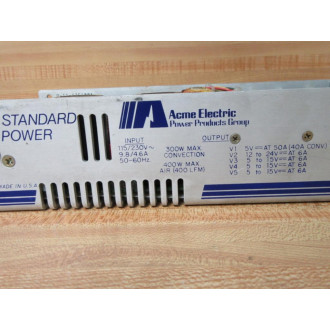 STANDARD
POWER
Acme Electric
Power Products Group
INPUT
115/230V~
9.8/4.6A
50-60Hz
300W MAX
CONVECTION
400W MAX
AIR (400 LFM)
OUTPUT
V1 5V⎓AT 50A (40A CONV)
V2 12 to 24V⎓AT 6A
V3 5 to 15V⎓AT 6A
V4 5 to 15V⎓AT 6A
V5 5 to 15V⎓AT 6A
MADE IN U.S.A.